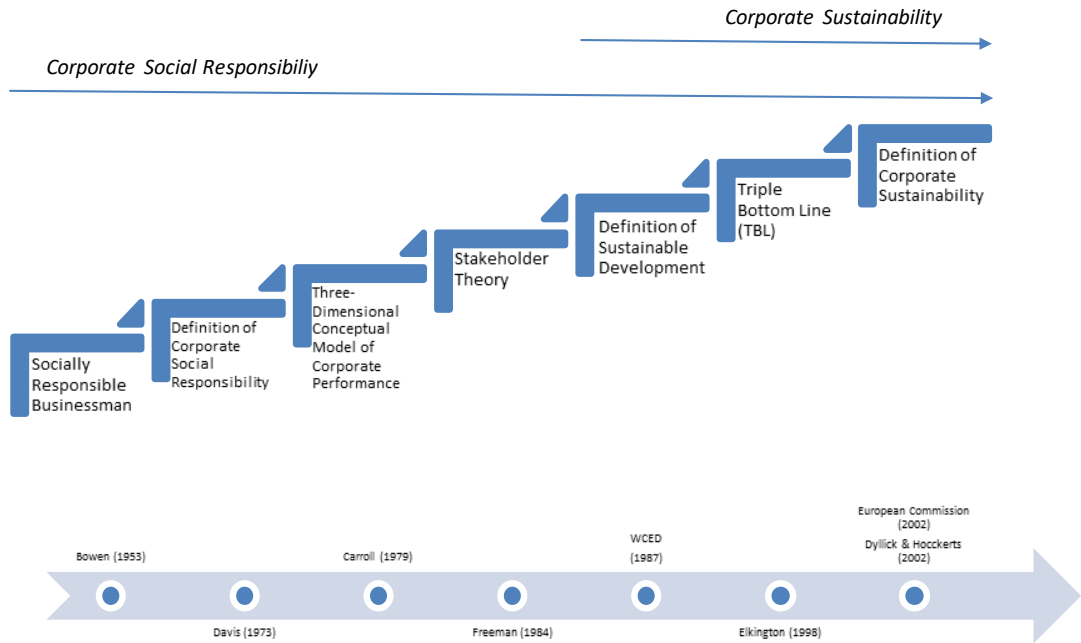 Corporate Sustainability
Corporate Social Responsibiliy
Definition of
Corporate
Sustainability
Triple
Bottom Line
(TBL)
Definition of
Sustainable
Development
Stakeholder
Theory
Three-
Dimensional
Conceptual
Model of
Corporate
Performance
Definition of
Corporate
Social
Responsibility
Socially
Responsible
Businessman
European Commission
(2002)
Dyllick & Hocckerts
(2002)
WCED
(1987)
Carroll (1979)
Bowen (1953)
Davis (1973)
Freeman (1984)
Elkington (1998)